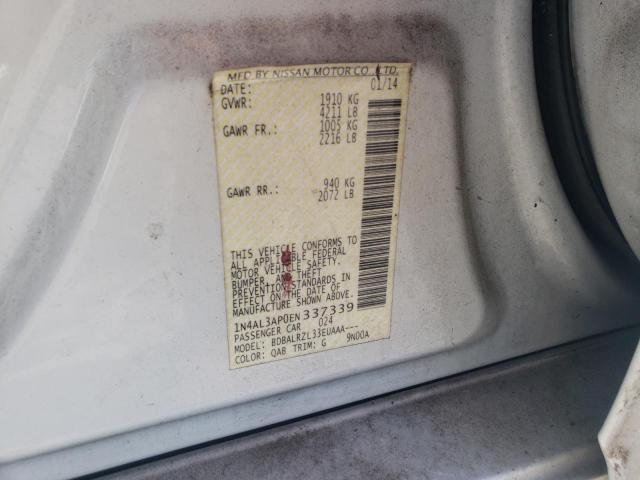 MFD.BY NISSAN MOTOR CO.,LTD.
DATE: 01/14
GVWR: 1910 KG
4211 LB
GAWR FR.: 1005 KG
2216 LB
GAWR RR.: 940 KG
2072 LB
THIS VEHICLE CONFORMS TO
ALL APPLICABLE FEDERAL
MOTOR VEHICLE SAFETY,
BUMPER, AND THEFT
PREVENTION STANDARDS IN
EFFECT ON THE DATE OF
MANUFACTURE SHOWN ABOVE.
1N4AL3AP0EN 337339
PASSENGER CAR 024
MODEL: BDBALRZL33EUAAA---
COLOR: QAB TRIM: G 9N00A